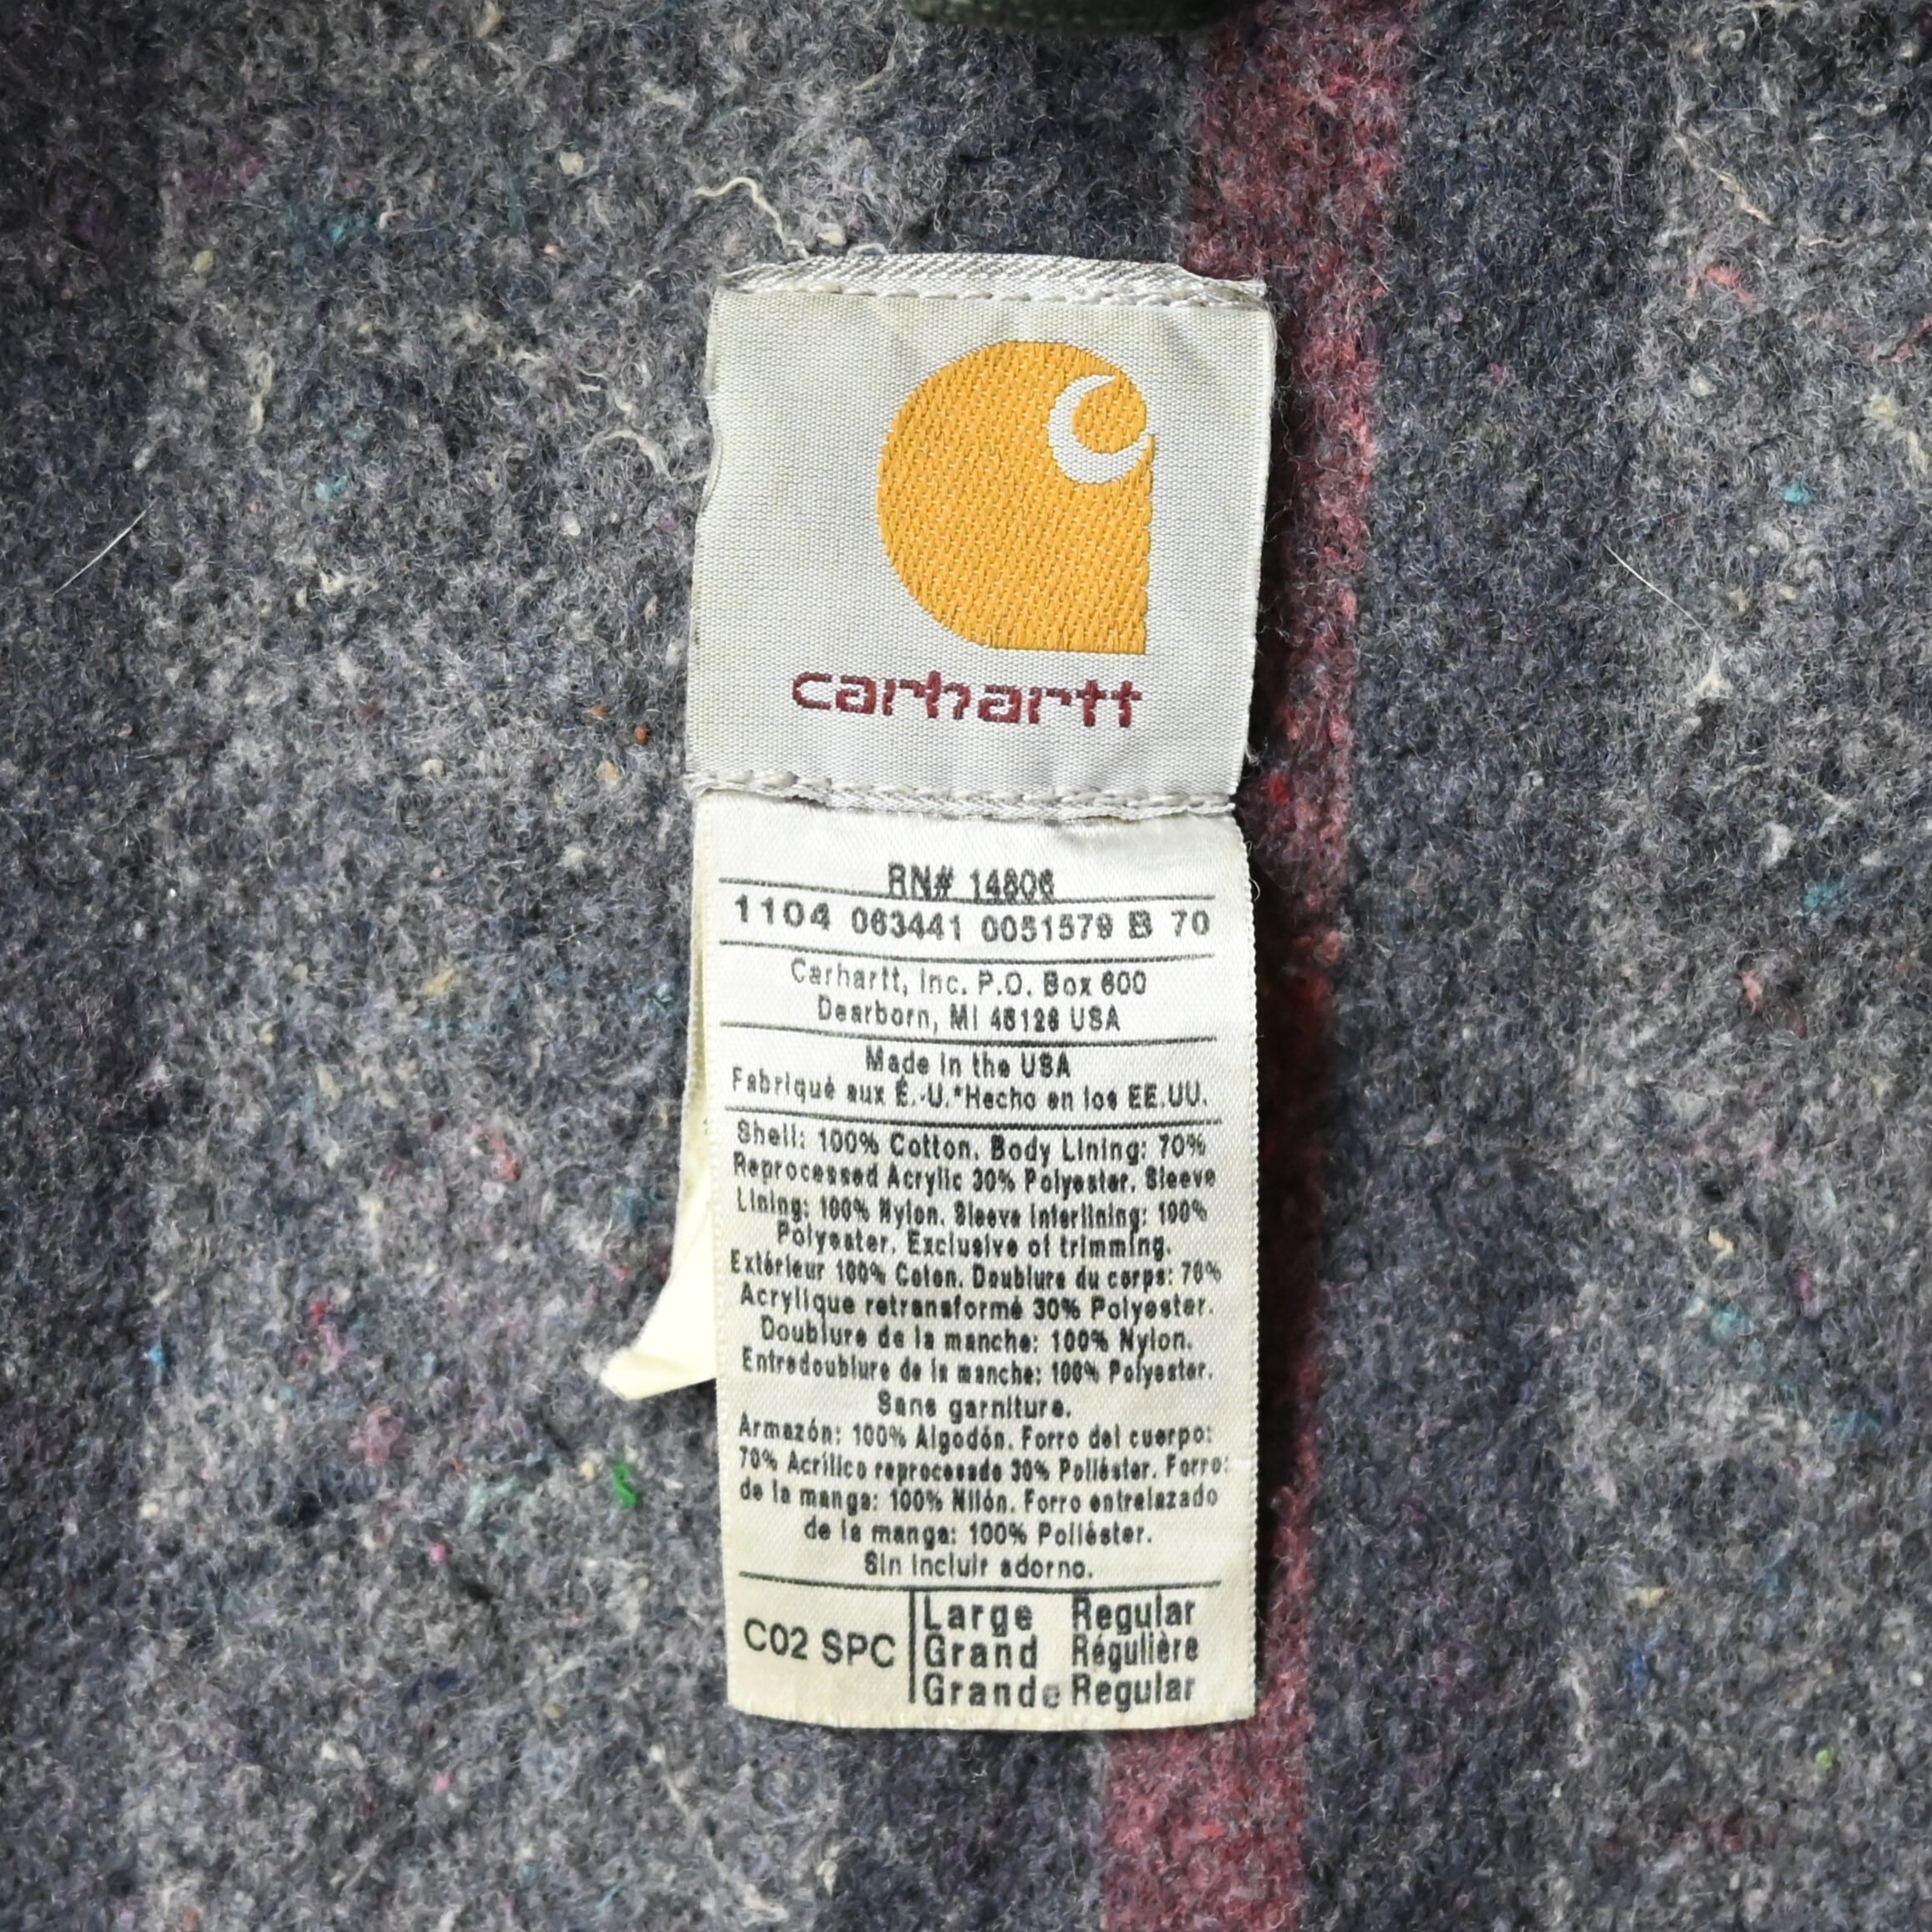 carhartt
RN# 14806
1104 063441 0051579 B 70
Carhartt, Inc. P.O. Box 600
Dearborn, MI 48126 USA
Made in the USA
Fabriqué aux É.-U.*Hecho en los EE.UU.
Shell: 100% Cotton. Body Lining: 70%
Reprocessed Acrylic 30% Polyester. Sleeve
Lining: 100% Nylon. Sleeve Interlining: 100%
Polyester. Exclusive of trimming.
Extérieur 100% Coton. Doublure du corps: 70%
Acrylique retransformé 30% Polyester.
Doublure de la manche: 100% Nylon.
Entredoublure de la manche: 100% Polyester.
Sans garniture.
Armazón: 100% Algodón. Forro del cuerpo:
70% Acrílico reprocesado 30% Poliéster. Forro:
de la manga: 100% Nilón. Forro entrelazado
de la manga: 100% Poliéster.
Sin incluir adorno.
C02 SPC
Large Regular
Grand Régulière
Grande Regular